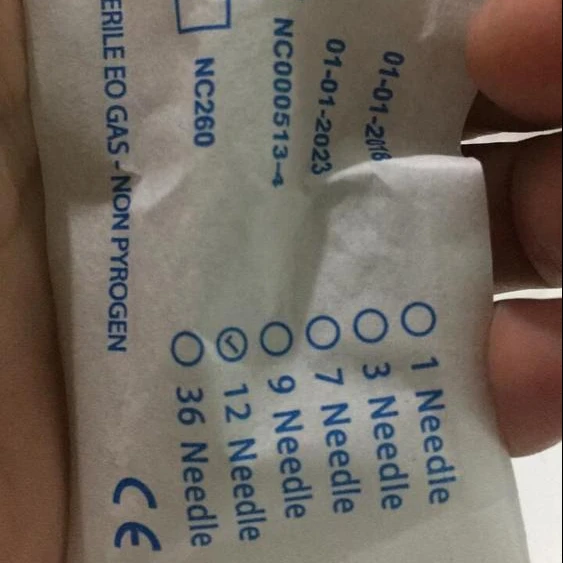 01-01-2018
01-01-2023
NC000513-4
NC260
ERILE EO GAS - NON PYROGEN
1 Needle
3 Needle
7 Needle
9 Needle
12 Needle
36 Needle
CE